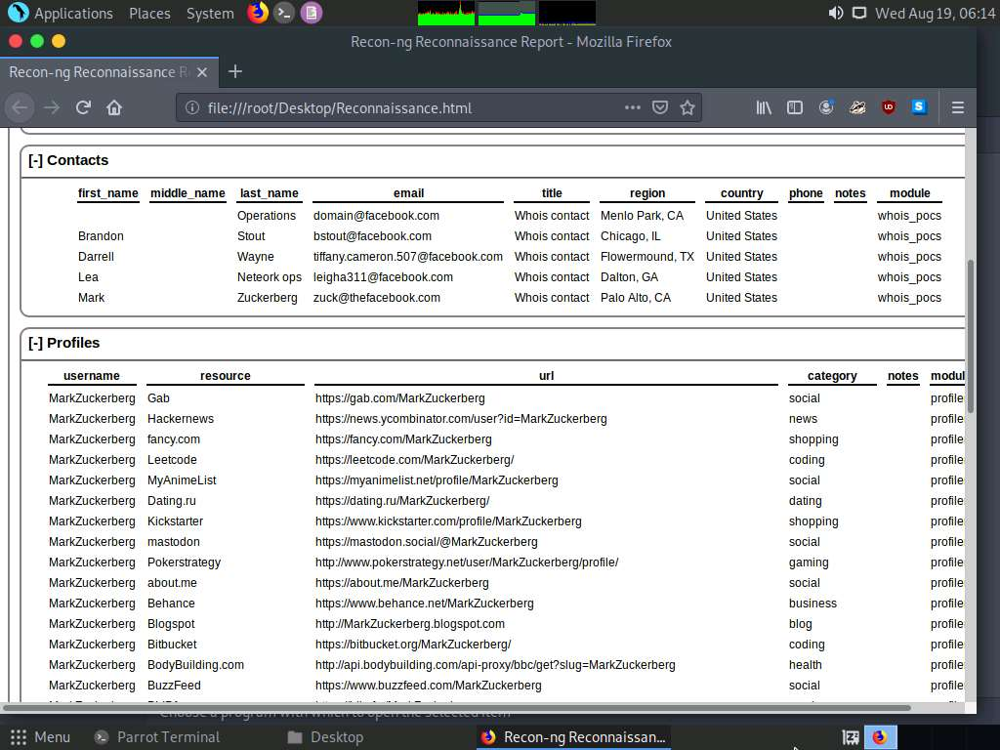 Applications Places System Wed Aug 19, 06:14
Recon-ng Reconnaissance Report - Mozilla Firefox
Recon-ng Reconnaissance R
file:///root/Desktop/Reconnaissance.html
[-] Contacts
first_name middle_name last_name email title region country phone notes module
Operations domain@facebook.com Whois contact Menlo Park, CA United States whois_pocs
Brandon Stout bstout@facebook.com Whois contact Chicago, IL United States whois_pocs
Darrell Wayne tiffany.cameron.507@facebook.com Whois contact Flowermound, TX United States whois_pocs
Lea Neteork ops leigha311@facebook.com Whois contact Dalton, GA United States whois_pocs
Mark Zuckerberg zuck@thefacebook.com Whois contact Palo Alto, CA United States whois_pocs
[-] Profiles
username resource url category notes modul
MarkZuckerberg Gab https://gab.com/MarkZuckerberg social profile
MarkZuckerberg Hackernews https://news.ycombinator.com/user?id=MarkZuckerberg news profile
MarkZuckerberg fancy.com https://fancy.com/MarkZuckerberg shopping profile
MarkZuckerberg Leetcode https://leetcode.com/MarkZuckerberg/ coding profile
MarkZuckerberg MyAnimeList https://myanimelist.net/profile/MarkZuckerberg social profile
MarkZuckerberg Dating.ru https://dating.ru/MarkZuckerberg/ dating profile
MarkZuckerberg Kickstarter https://www.kickstarter.com/profile/MarkZuckerberg shopping profile
MarkZuckerberg mastodon https://mastodon.social/@MarkZuckerberg social profile
MarkZuckerberg Pokerstrategy http://www.pokerstrategy.net/user/MarkZuckerberg/profile/ gaming profile
MarkZuckerberg about.me https://about.me/MarkZuckerberg social profile
MarkZuckerberg Behance https://www.behance.net/MarkZuckerberg business profile
MarkZuckerberg Blogspot http://MarkZuckerberg.blogspot.com blog profile
MarkZuckerberg Bitbucket https://bitbucket.org/MarkZuckerberg/ coding profile
MarkZuckerberg BodyBuilding.com http://api.bodybuilding.com/api-proxy/bbc/get?slug=MarkZuckerberg health profile
MarkZuckerberg BuzzFeed https://www.buzzfeed.com/MarkZuckerberg social profile
Choose a program with which to open the selected item
Menu Parrot Terminal Desktop Recon-ng Reconnaissan...